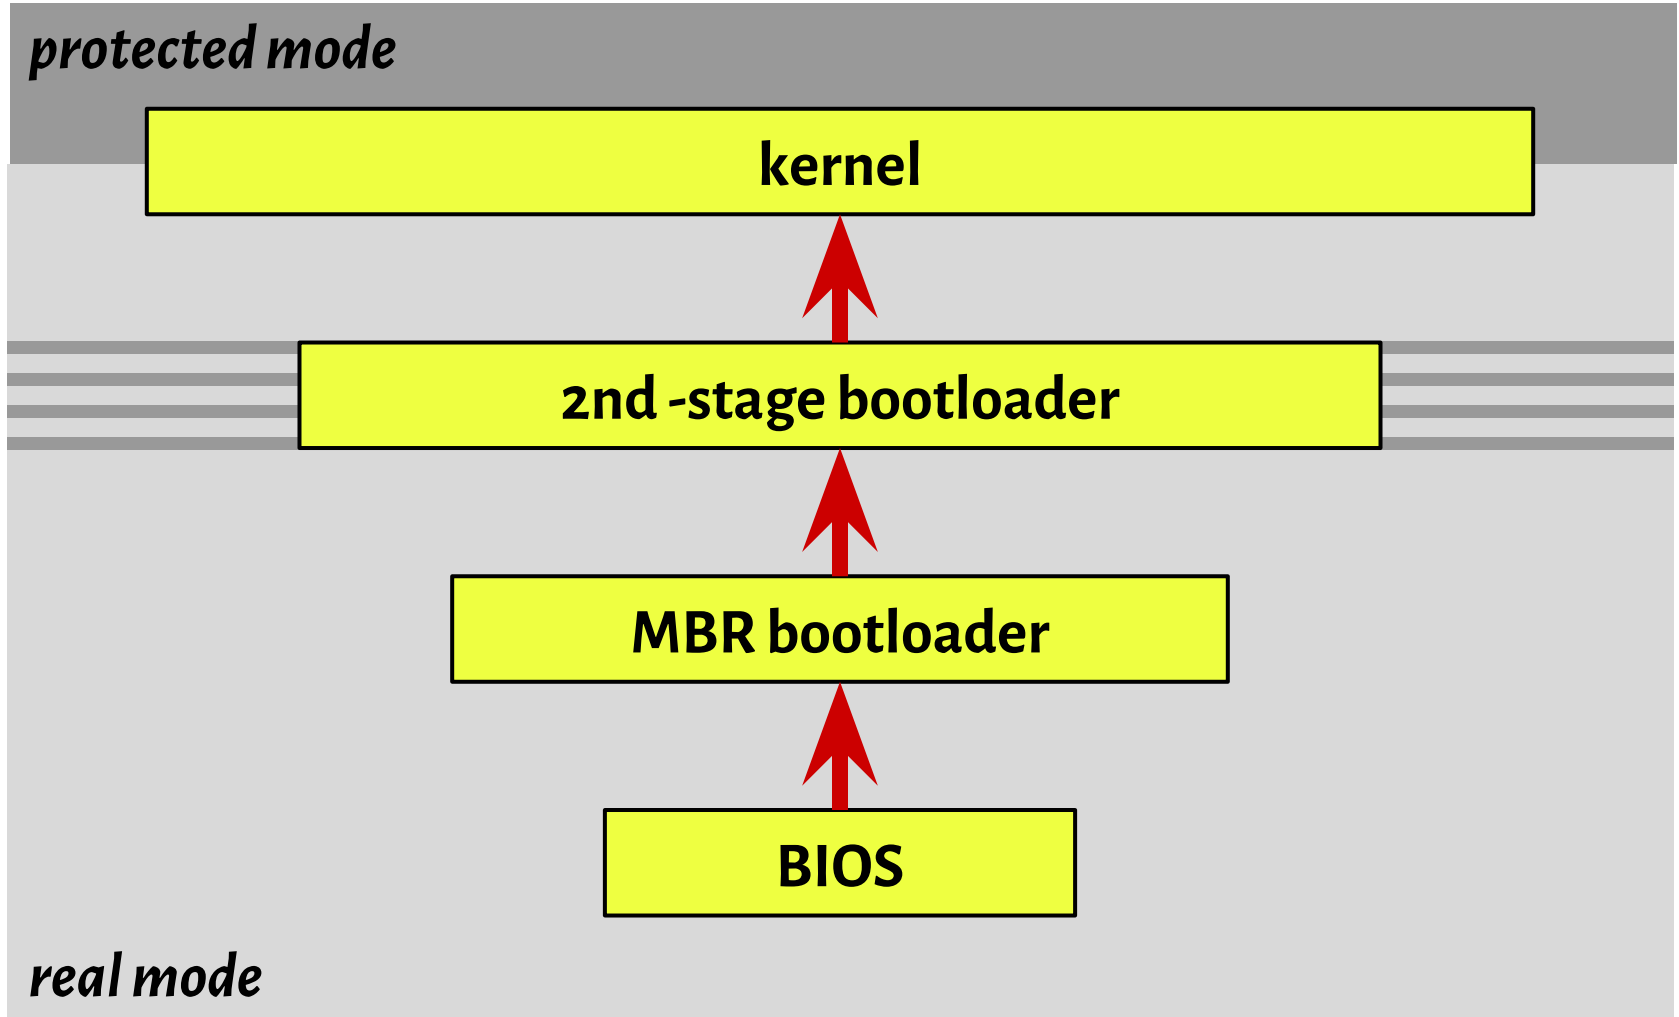 protected mode
kernel
2nd -stage bootloader
MBR bootloader
BIOS
real mode